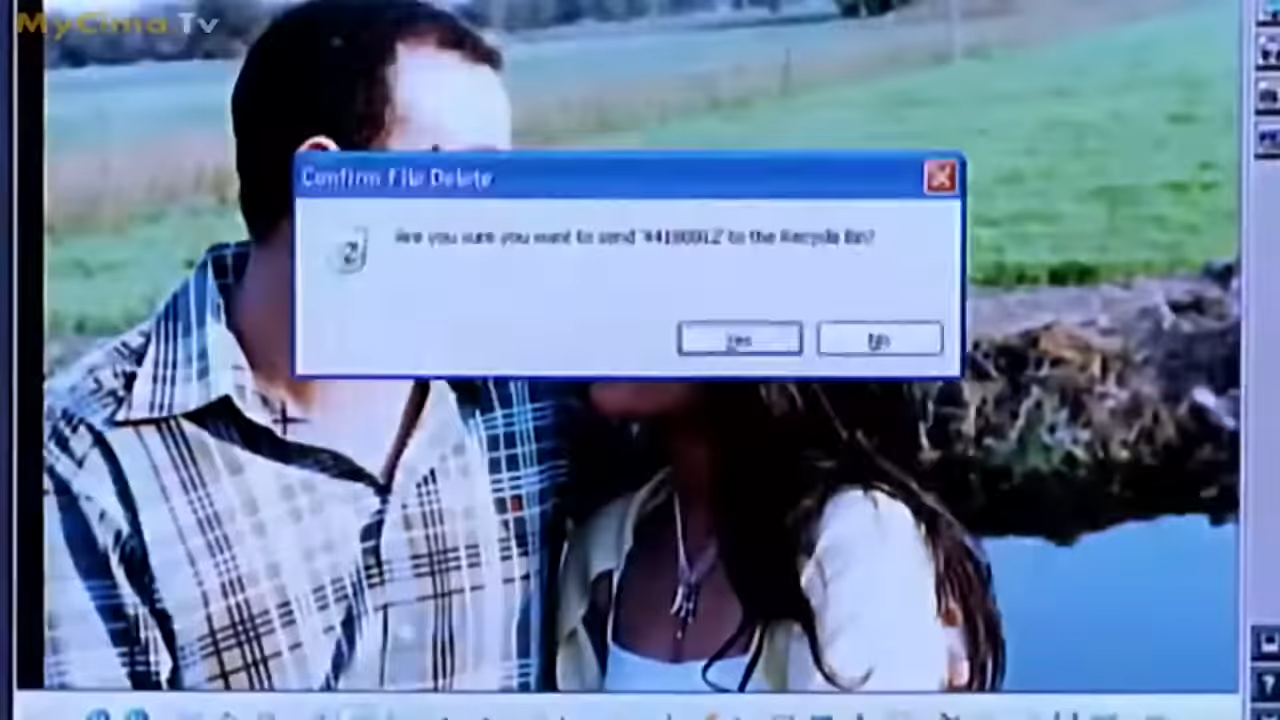 MyCima Tv
Confirm File Delete
Are you sure you want to send to the Recycle Bin?
Yes
No